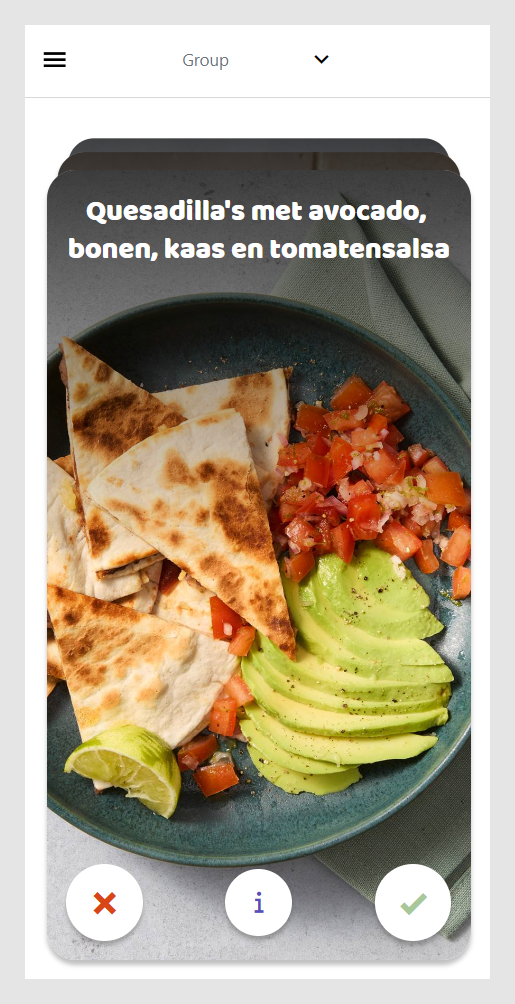 Group
Quesadilla's met avocado,
bonen, kaas en tomatensalsa
i